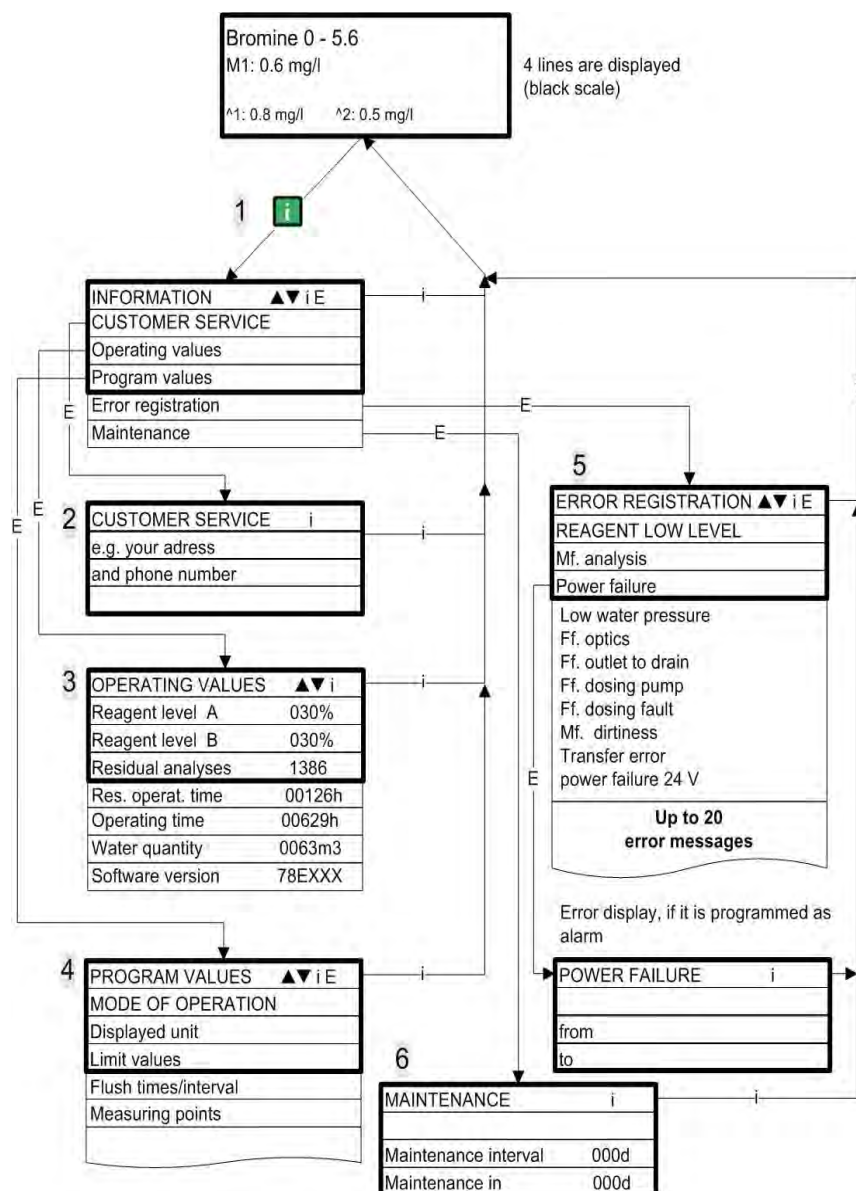 Bromine 0 - 5.6
M1: 0.6 mg/l
^1: 0.8 mg/l ^2: 0.5 mg/l
4 lines are displayed
(black scale)
1 i
INFORMATION ▲▼ i E
CUSTOMER SERVICE
Operating values
Program values
Error registration
Maintenance
i
E
E
E
E
E
2
CUSTOMER SERVICE i
e.g. your adress
and phone number
i
3
OPERATING VALUES ▲▼ i
Reagent level A 030%
Reagent level B 030%
Residual analyses 1386
Res. operat. time 00126h
Operating time 00629h
Water quantity 0063m3
Software version 78EXXX
i
4
PROGRAM VALUES ▲▼ i E
MODE OF OPERATION
Displayed unit
Limit values
Flush times/interval
Measuring points
i
5
ERROR REGISTRATION ▲▼ i E
REAGENT LOW LEVEL
Mf. analysis
Power failure
Low water pressure
Ff. optics
Ff. outlet to drain
Ff. dosing pump
Ff. dosing fault
Mf. dirtiness
Transfer error
power failure 24 V
Up to 20
error messages
E
Error display, if it is programmed as
alarm
POWER FAILURE i
from
to
6
MAINTENANCE i
Maintenance interval 000d
Maintenance in 000d
i